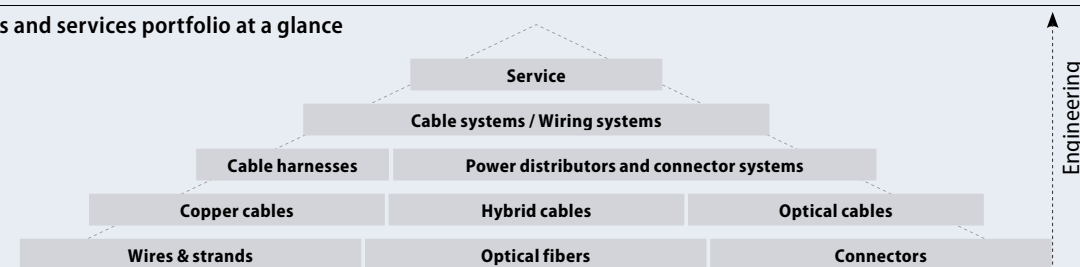 s and services portfolio at a glance
Service
Cable systems / Wiring systems
Cable harnesses
Power distributors and connector systems
Copper cables
Hybrid cables
Optical cables
Wires & strands
Optical fibers
Connectors
Engineering